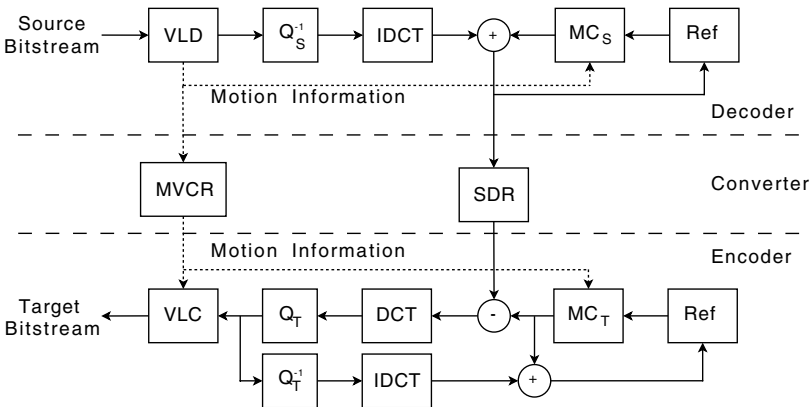 Source
Bitstream
VLD
Q_S^-1
IDCT
+
MC_S
Ref
Motion Information
Decoder
MVCR
SDR
Converter
Motion Information
Encoder
Target
Bitstream
VLC
Q_T
DCT
-
MC_T
Ref
Q_T^-1
IDCT
+